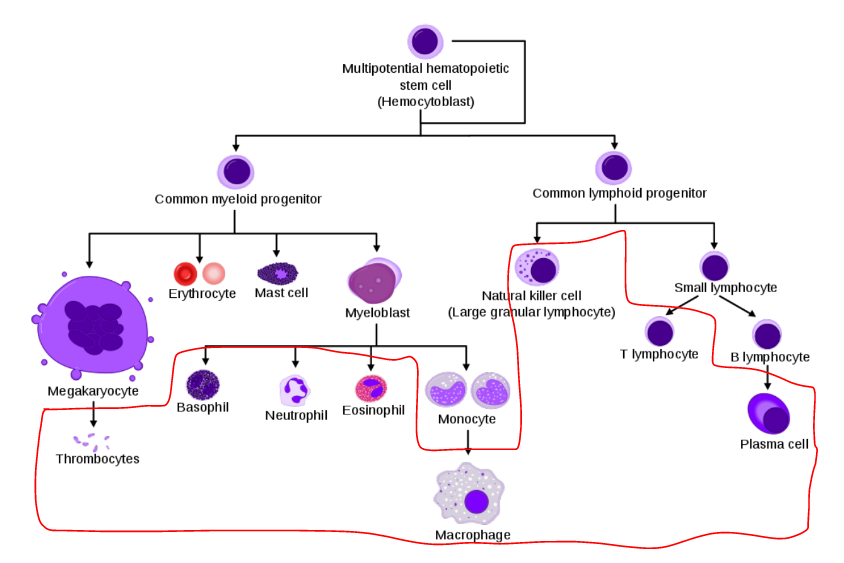 Multipotential hematopoietic
stem cell
(Hemocytoblast)
Common myeloid progenitor
Common lymphoid progenitor
Erythrocyte
Mast cell
Myeloblast
Natural killer cell
(Large granular lymphocyte)
Small lymphocyte
T lymphocyte
B lymphocyte
Megakaryocyte
Basophil
Neutrophil
Eosinophil
Monocyte
Plasma cell
Thrombocytes
Macrophage